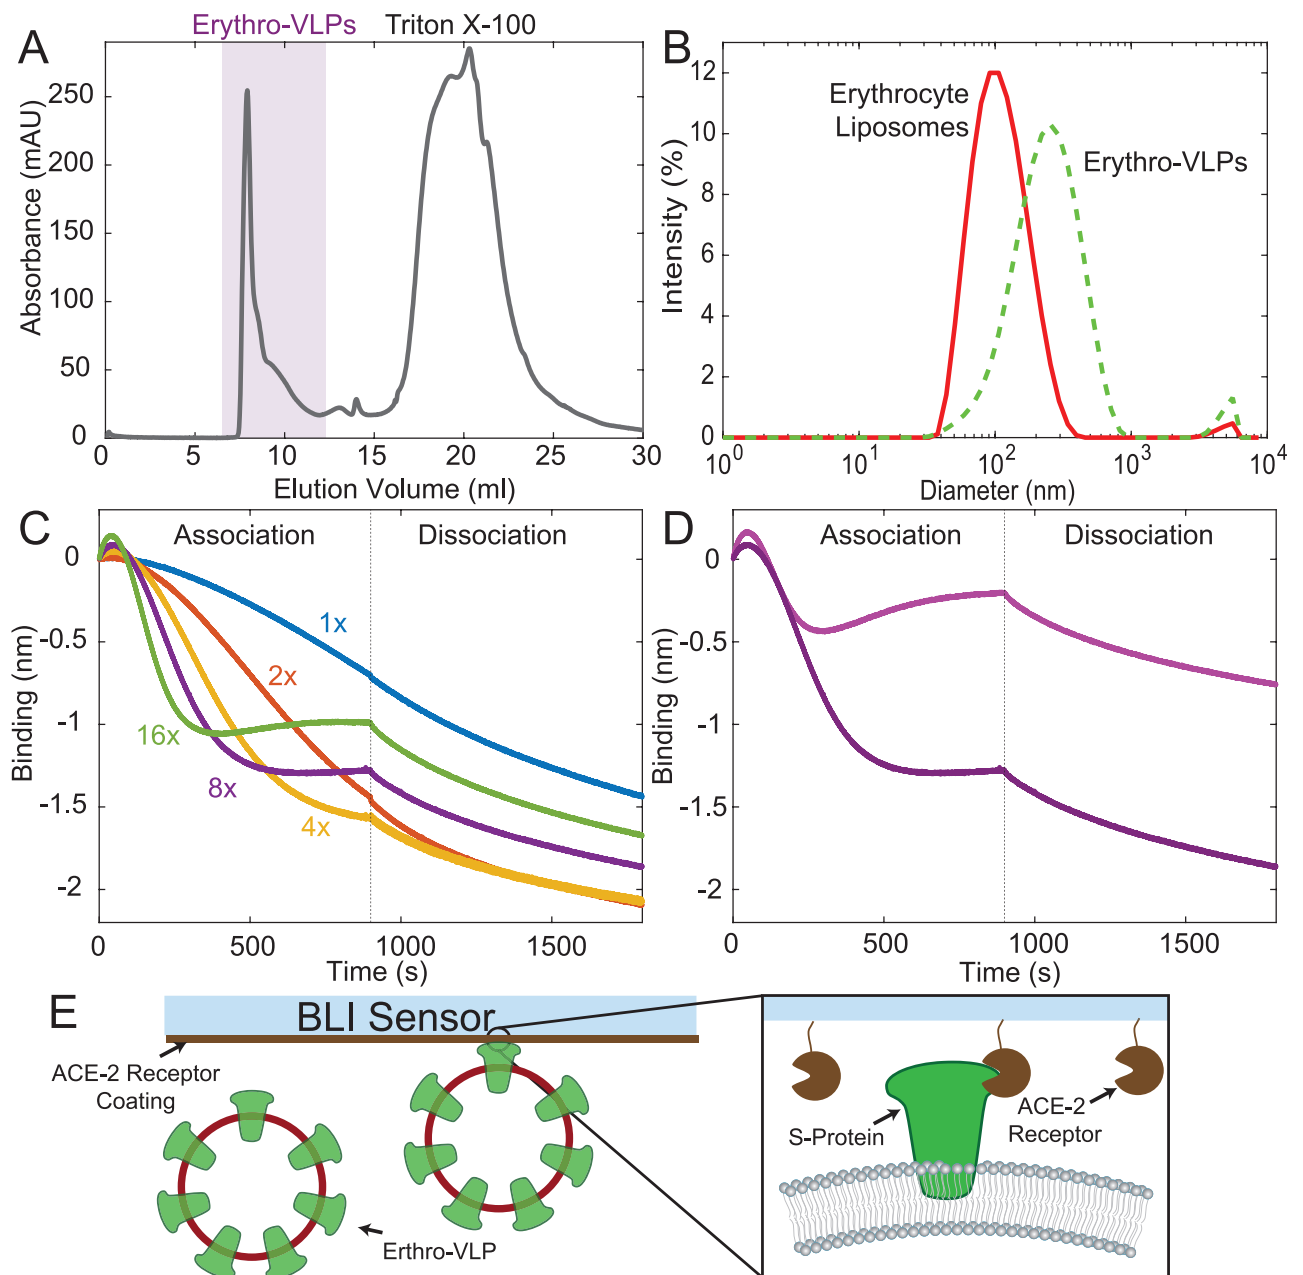 A
Erythro-VLPs
Triton X-100
Absorbance (mAU)
250
200
150
100
50
0
0
5
10
15
20
25
30
Elution Volume (ml)
B
Erythrocyte
Liposomes
Erythro-VLPs
Intensity (%)
12
10
8
6
4
2
0
10^0
10^1
10^2
10^3
10^4
Diameter (nm)
C
Association
Dissociation
1x
2x
16x
8x
4x
Binding (nm)
0
-0.5
-1
-1.5
-2
0
500
1000
1500
Time (s)
D
Association
Dissociation
Binding (nm)
0
-0.5
-1
-1.5
-2
0
500
1000
1500
Time (s)
E
BLI Sensor
ACE-2 Receptor
Coating
Erthro-VLP
S-Protein
ACE-2
Receptor